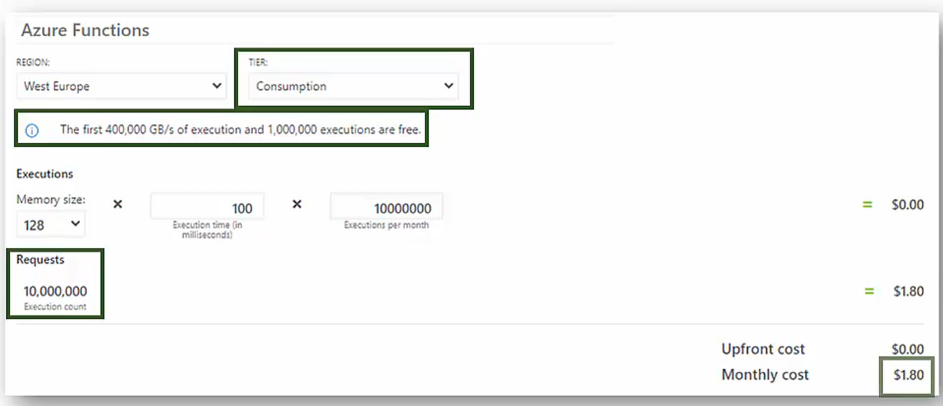 Azure Functions
REGION: TIER:
West Europe Consumption
The first 400,000 GB/s of execution and 1,000,000 executions are free.
Executions
Memory size:
128 × 100 × 10000000 = $0.00
Execution time (in milliseconds) Executions per month
Requests
10,000,000 = $1.80
Execution count
Upfront cost $0.00
Monthly cost $1.80